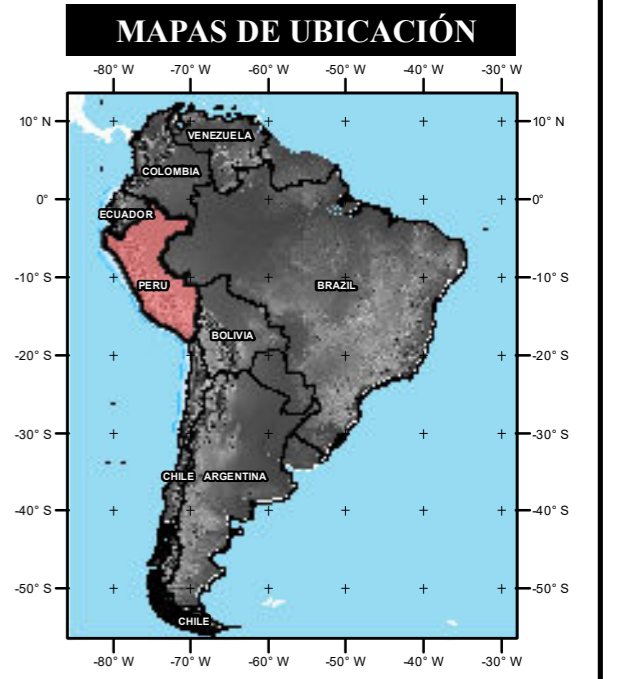 MAPAS DE UBICACIÓN
-80° W -70° W -60° W -50° W -40° W -30° W
10° N 10° N
VENEZUELA
COLOMBIA
0° 0°
ECUADOR
-10° S -10° S
PERU BRAZIL
BOLIVIA
-20° S -20° S
-30° S -30° S
CHILE ARGENTINA
-40° S -40° S
-50° S -50° S
CHILE
-80° W -70° W -60° W -50° W -40° W -30° W